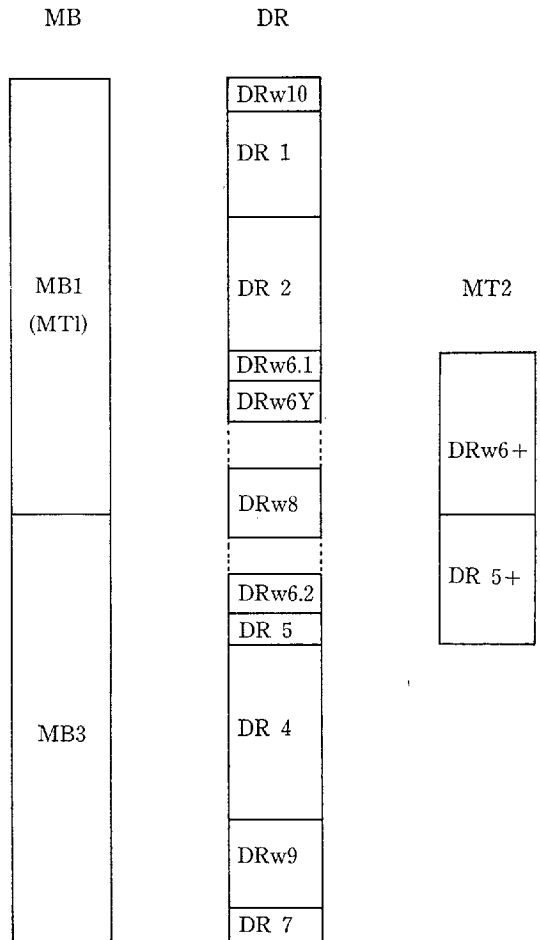 MB
DR
MT2
MB1
(MT1)
MB3
DRw10
DR 1
DR 2
DRw6.1
DRw6Y
DRw8
DRw6.2
DR 5
DR 4
DRw9
DR 7
DRw6+
DR 5+